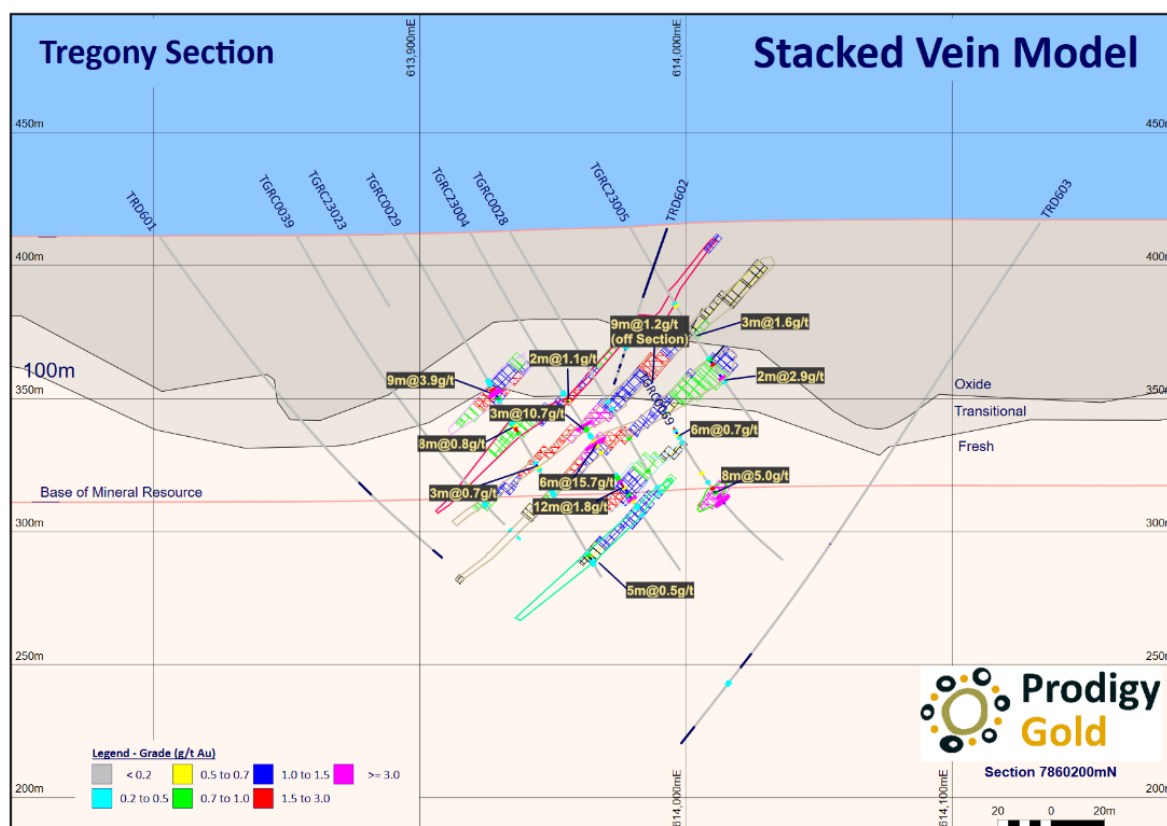 Tregony Section
Stacked Vein Model
613,900mE
614,000mE
450m
450m
TRD601
TGRC0039
TGRC23023
TGRC0029
TGRC23004
TGRC0028
TGRC23005
TRD602
TRD603
400m
400m
9m@1.2g/t
(off Section)
3m@1.6g/t
2m@1.1g/t
100m
9m@3.9g/t
2m@2.9g/t
Oxide
350m
350m
TGRC0069
Transitional
3m@10.7g/t
8m@0.8g/t
6m@0.7g/t
Fresh
3m@0.7g/t
6m@15.7g/t
8m@5.0g/t
Base of Mineral Resource
12m@1.8g/t
300m
300m
5m@0.5g/t
250m
250m
Prodigy
Gold
Legend - Grade (g/t Au)
< 0.2
0.5 to 0.7
1.0 to 1.5
>= 3.0
0.2 to 0.5
0.7 to 1.0
1.5 to 3.0
Section 7860200mN
200m
200m
614,000mE
614,100mE
20
0
20m